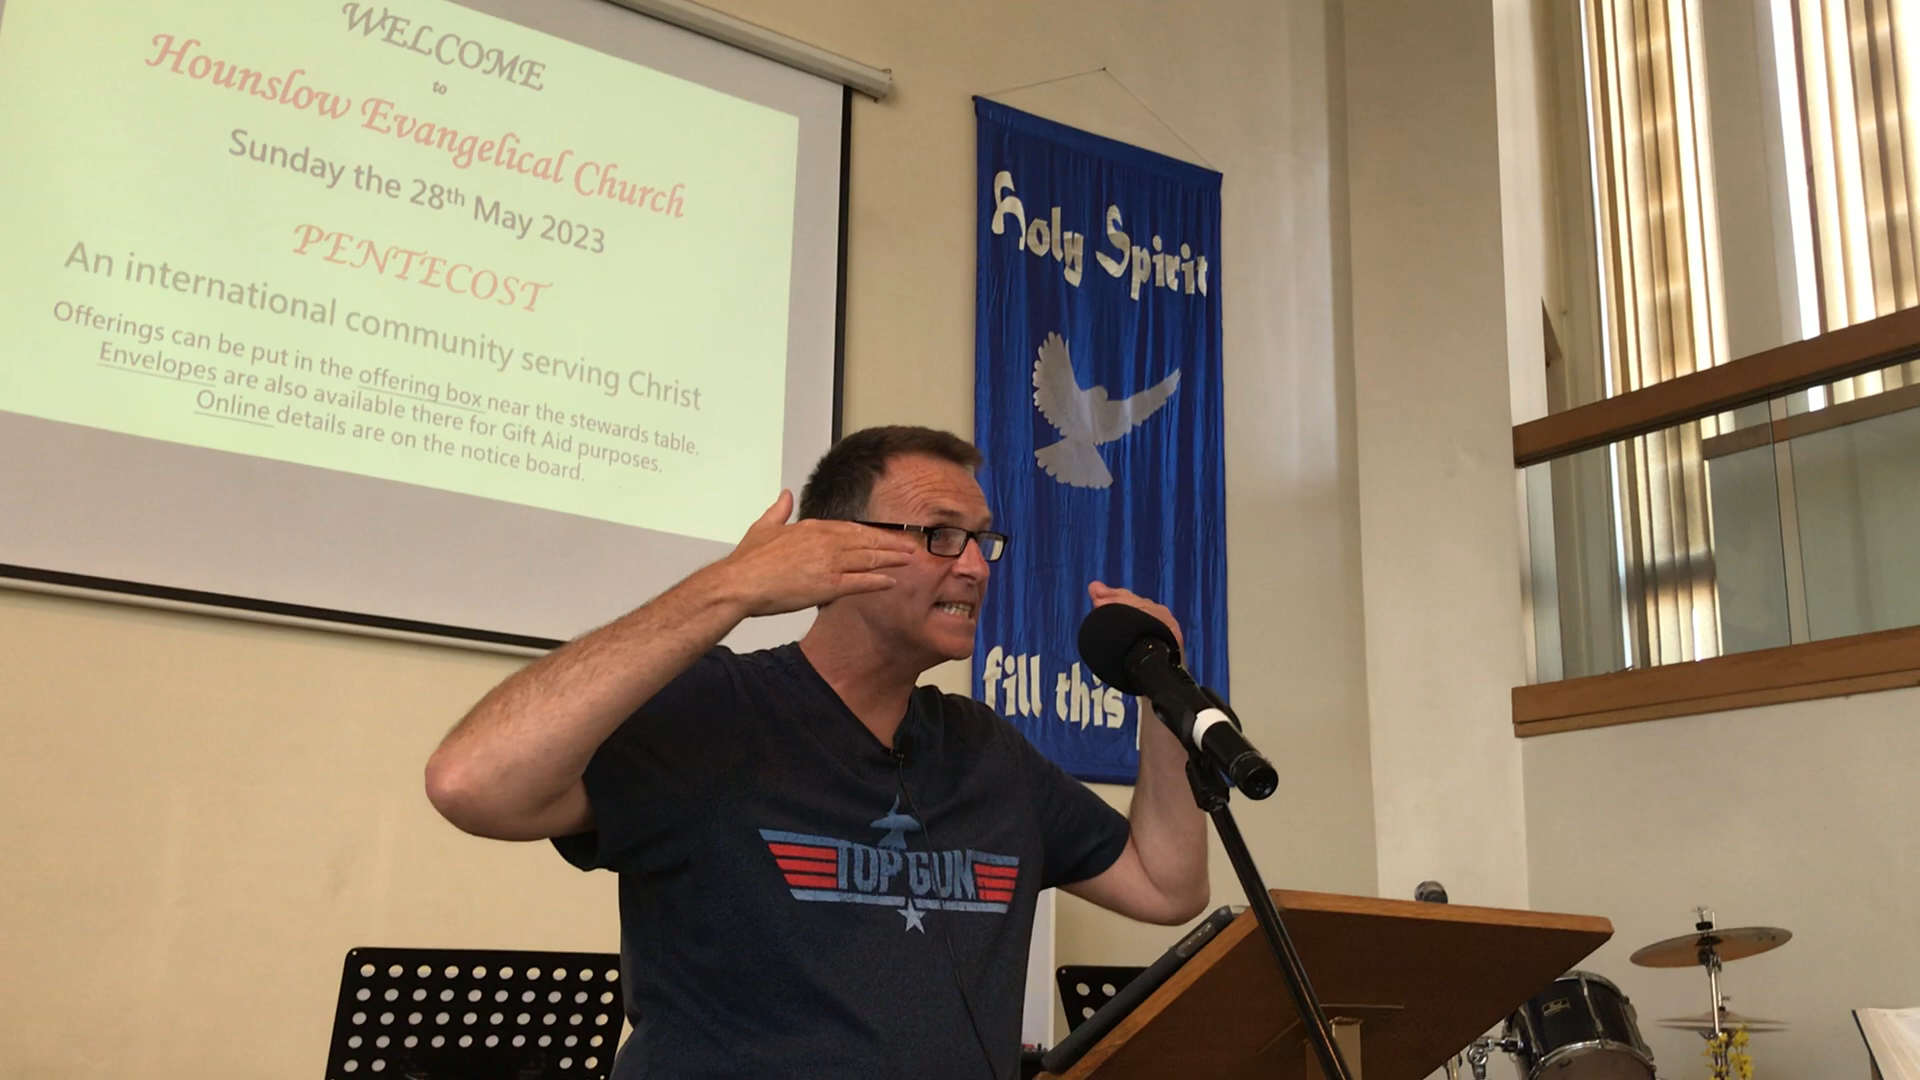 WELCOME
to
Hounslow Evangelical Church
Sunday the 28th May 2023
PENTECOST
An international community serving Christ
Offerings can be put in the offering box near the stewards table.
Envelopes are also available there for Gift Aid purposes.
Online details are on the notice board.
Holy Spirit
fill this
TOP GUN